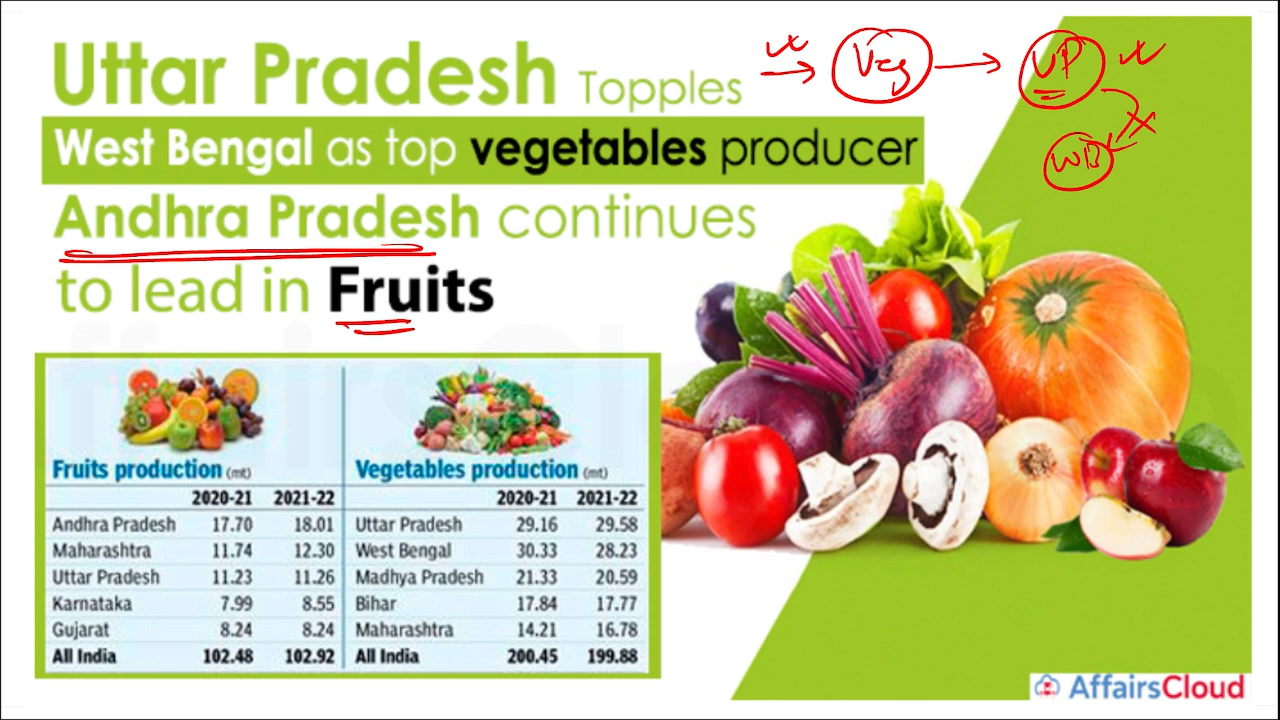 Uttar Pradesh Topples
West Bengal as top vegetables producer
Andhra Pradesh continues
to lead in Fruits
Veg
UP
WB
Fruits production (mt)
2020-21 2021-22
Andhra Pradesh 17.70 18.01
Maharashtra 11.74 12.30
Uttar Pradesh 11.23 11.26
Karnataka 7.99 8.55
Gujarat 8.24 8.24
All India 102.48 102.92
Vegetables production (mt)
2020-21 2021-22
Uttar Pradesh 29.16 29.58
West Bengal 30.33 28.23
Madhya Pradesh 21.33 20.59
Bihar 17.84 17.77
Maharashtra 14.21 16.78
All India 200.45 199.88
AffairsCloud